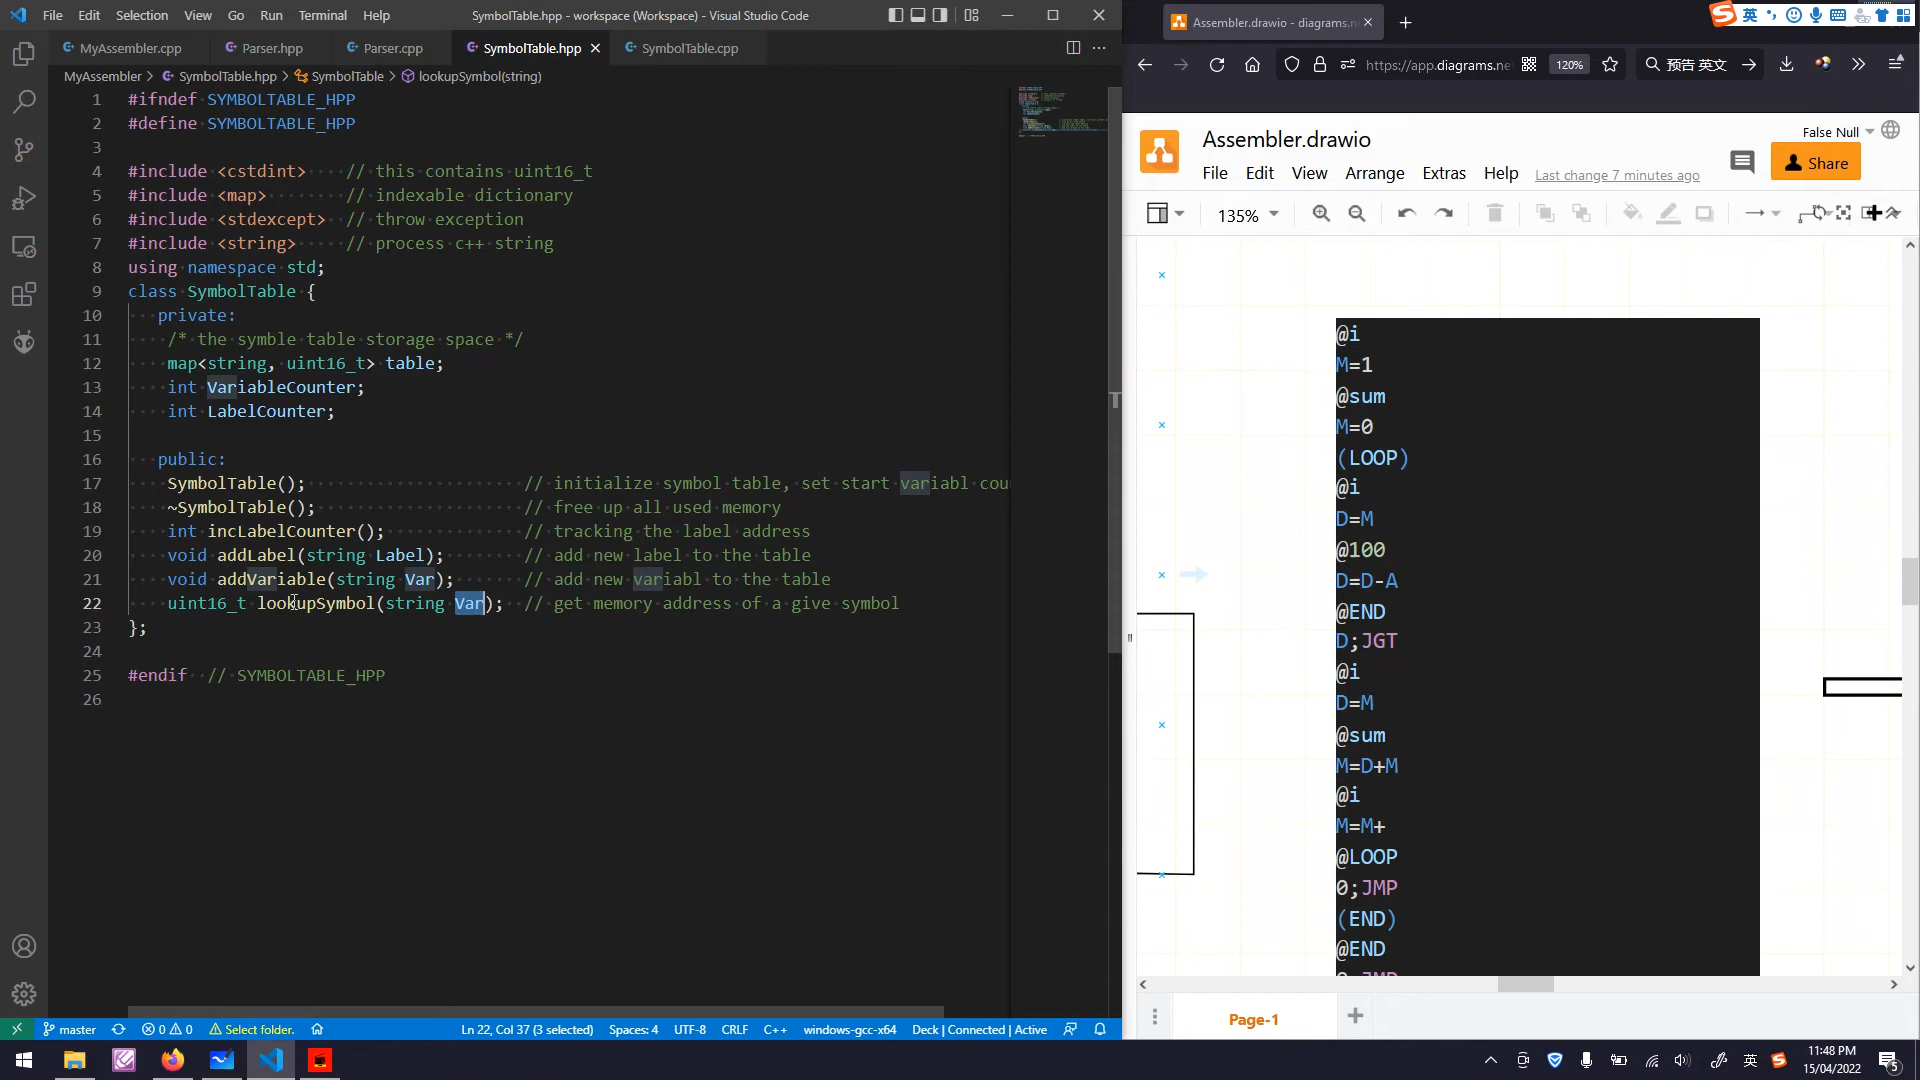 File Edit Selection View Go Run Terminal Help SymbolTable.hpp - workspace (Workspace) - Visual Studio Code
MyAssembler.cpp Parser.hpp Parser.cpp SymbolTable.hpp SymbolTable.cpp
MyAssembler > SymbolTable.hpp > SymbolTable > lookupSymbol(string)
1 #ifndef SYMBOLTABLE_HPP
2 #define SYMBOLTABLE_HPP
3
4 #include <cstdint> // this contains uint16_t
5 #include <map> // indexable dictionary
6 #include <stdexcept> // throw exception
7 #include <string> // process c++ string
8 using namespace std;
9 class SymbolTable {
10 private:
11 /* the symble table storage space */
12 map<string, uint16_t> table;
13 int VariableCounter;
14 int LabelCounter;
15
16 public:
17 SymbolTable(); // initialize symbol table, set start variabl cou
18 ~SymbolTable(); // free up all used memory
19 int incLabelCounter(); // tracking the label address
20 void addLabel(string Label); // add new label to the table
21 void addVariable(string Var); // add new variabl to the table
22 uint16_t lookupSymbol(string Var); // get memory address of a give symbol
23 };
24
25 #endif // SYMBOLTABLE_HPP
26
master 0 0 Select folder. Ln 22, Col 37 (3 selected) Spaces: 4 UTF-8 CRLF C++ windows-gcc-x64 Deck | Connected | Active
Assembler.drawio - diagrams.n
英
https://app.diagrams.ne 120% 预告 英文
Assembler.drawio
False Null
Share
File Edit View Arrange Extras Help Last change 7 minutes ago
135%
@i
M=1
@sum
M=0
(LOOP)
@i
D=M
@100
D=D-A
@END
D;JGT
@i
D=M
@sum
M=D+M
@i
M=M+
@LOOP
0;JMP
(END)
@END
0;JMP
Page-1
英
11:48 PM
15/04/2022
5